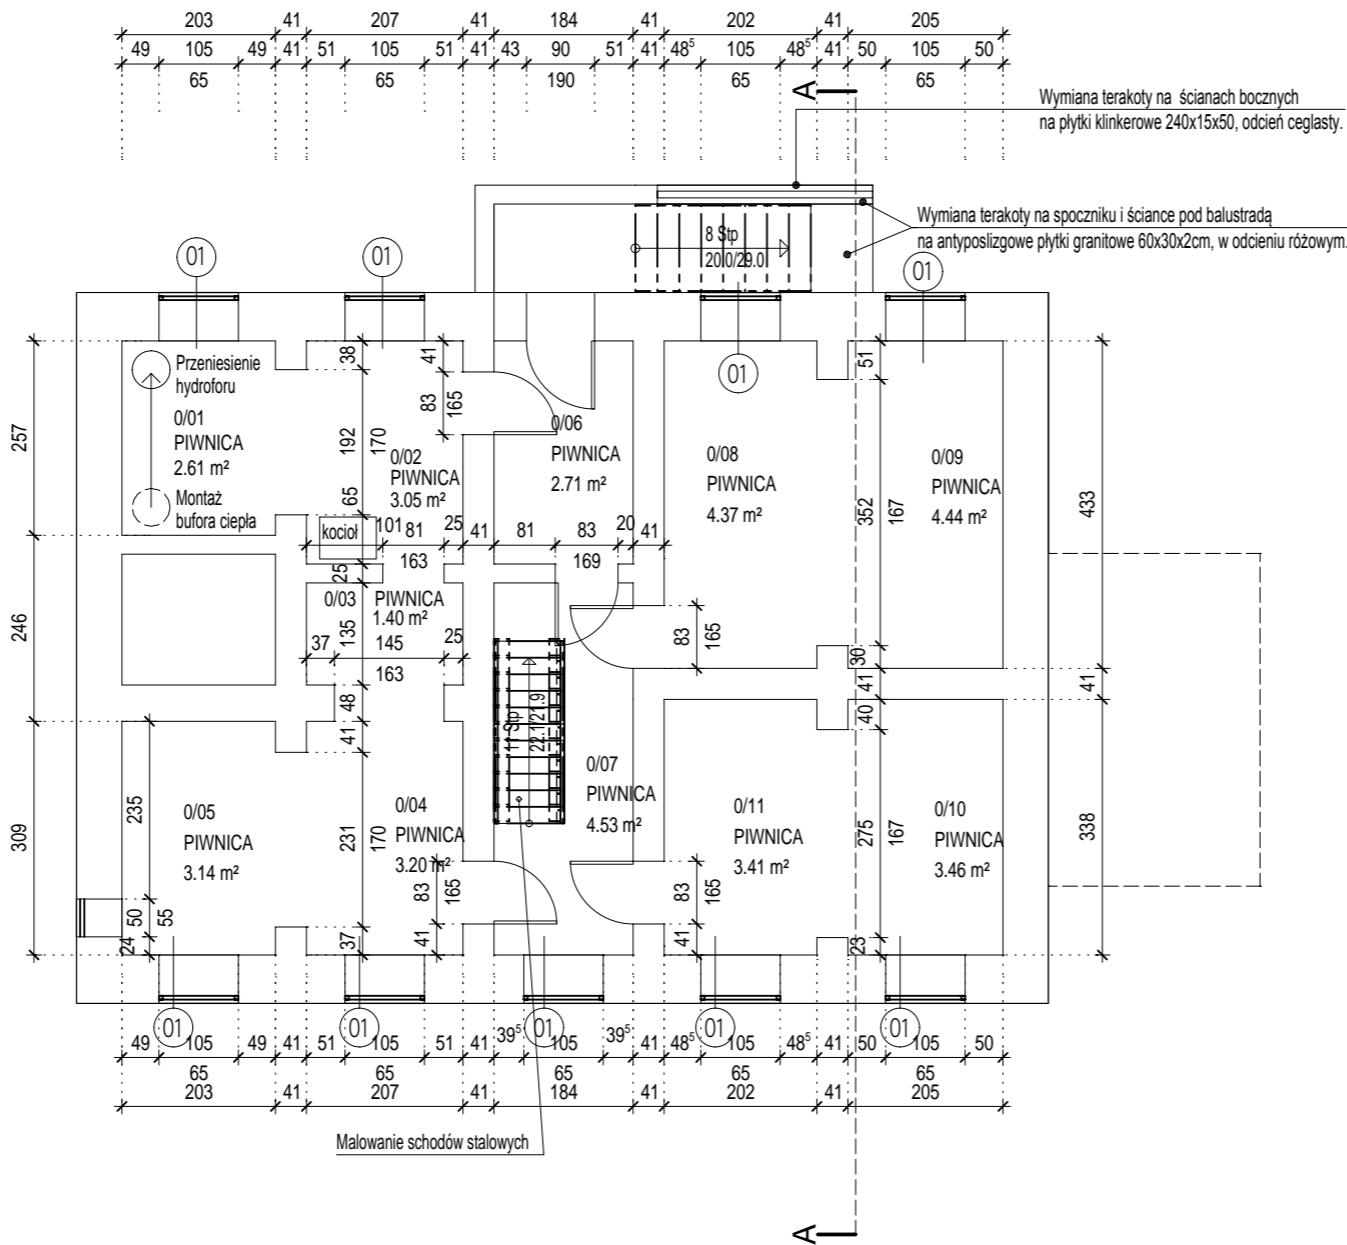 203 41 207 41 184 41 202 41 205
49 105 49 41 51 105 51 41 43 90 51 41 48⁵ 105 48⁵ 41 50 105 50
65 65 190 65 65
A
Wymiana terakoty na ścianach bocznych
na płytki klinkerowe 240x15x50, odcień ceglasty.
Wymiana terakoty na spoczniku i ściance pod balustradą
na antyposlizgowe płytki granitowe 60x30x2cm, w odcieniu różowym.
8 Stp
20.0/29.0
01 01 01
01
Przeniesienie
hydroforu
0/01
PIWNICA
2.61 m²
Montaż
bufora ciepła
38 41
83 165
192 170
65
0/02
PIWNICA
3.05 m²
0/06
PIWNICA
2.71 m²
0/08
PIWNICA
4.37 m²
0/09
PIWNICA
4.44 m²
51
352 167
257
246
309
433
41
338
kocioł
101 81 25 41 81 83 20 41
163 169
25
0/03 PIWNICA
1.40 m²
135
37 145 25
163
48
41
83 165
30
41
40
11 Stp
22.1/21.9
0/07
PIWNICA
4.53 m²
0/05
PIWNICA
3.14 m²
235
50 55
24
0/04
PIWNICA
3.20 m²
231 170
37
83 165
41
0/11
PIWNICA
3.41 m²
83 165
41
275 167
23
0/10
PIWNICA
3.46 m²
01 01 01 01 01
49 105 49 41 51 105 51 41 39⁵ 105 39⁵ 41 48⁵ 105 48⁵ 41 50 105 50
65 65 65 65 65
203 41 207 41 184 41 202 41 205
Malowanie schodów stalowych
A